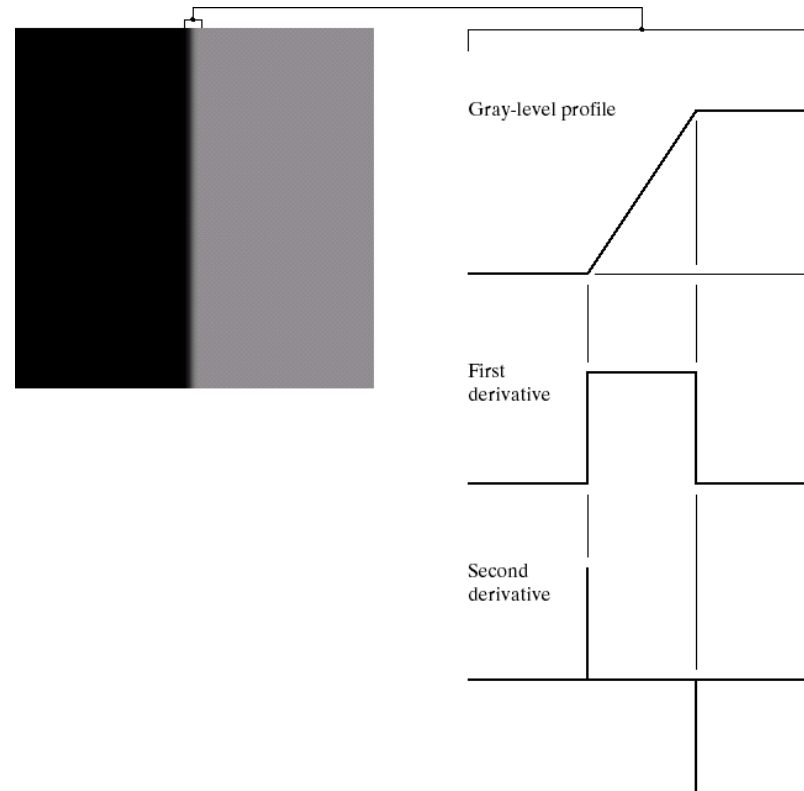 Gray-level profile
First
derivative
Second
derivative